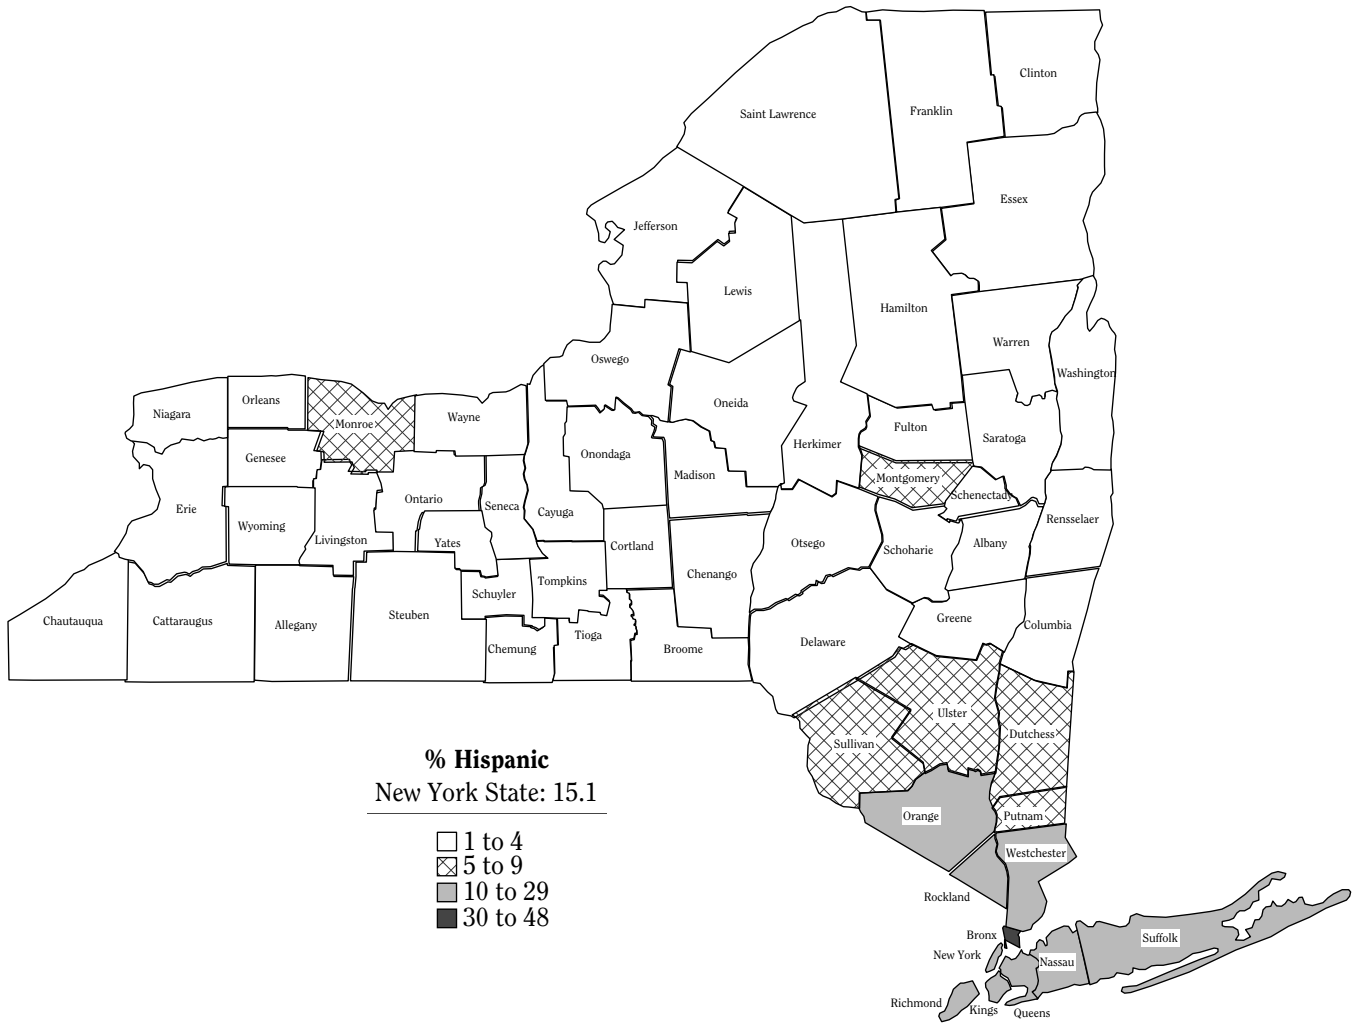 Clinton
Saint Lawrence
Franklin
Essex
Jefferson
Lewis
Hamilton
Warren
Oswego
Washington
Orleans
Niagara
Monroe
Wayne
Oneida
Fulton
Saratoga
Herkimer
Genesee
Onondaga
Madison
Montgomery
Schenectady
Ontario
Seneca
Erie
Cayuga
Rensselaer
Wyoming
Livingston
Yates
Cortland
Otsego
Schoharie
Albany
Chenango
Tompkins
Schuyler
Steuben
Chautauqua
Cattaraugus
Allegany
Greene
Columbia
Tioga
Delaware
Chemung
Broome
Ulster
Dutchess
Sullivan
% Hispanic
New York State: 15.1
Orange
Putnam
1 to 4
5 to 9
10 to 29
30 to 48
Westchester
Rockland
Bronx
Suffolk
New York
Nassau
Richmond
Kings
Queens